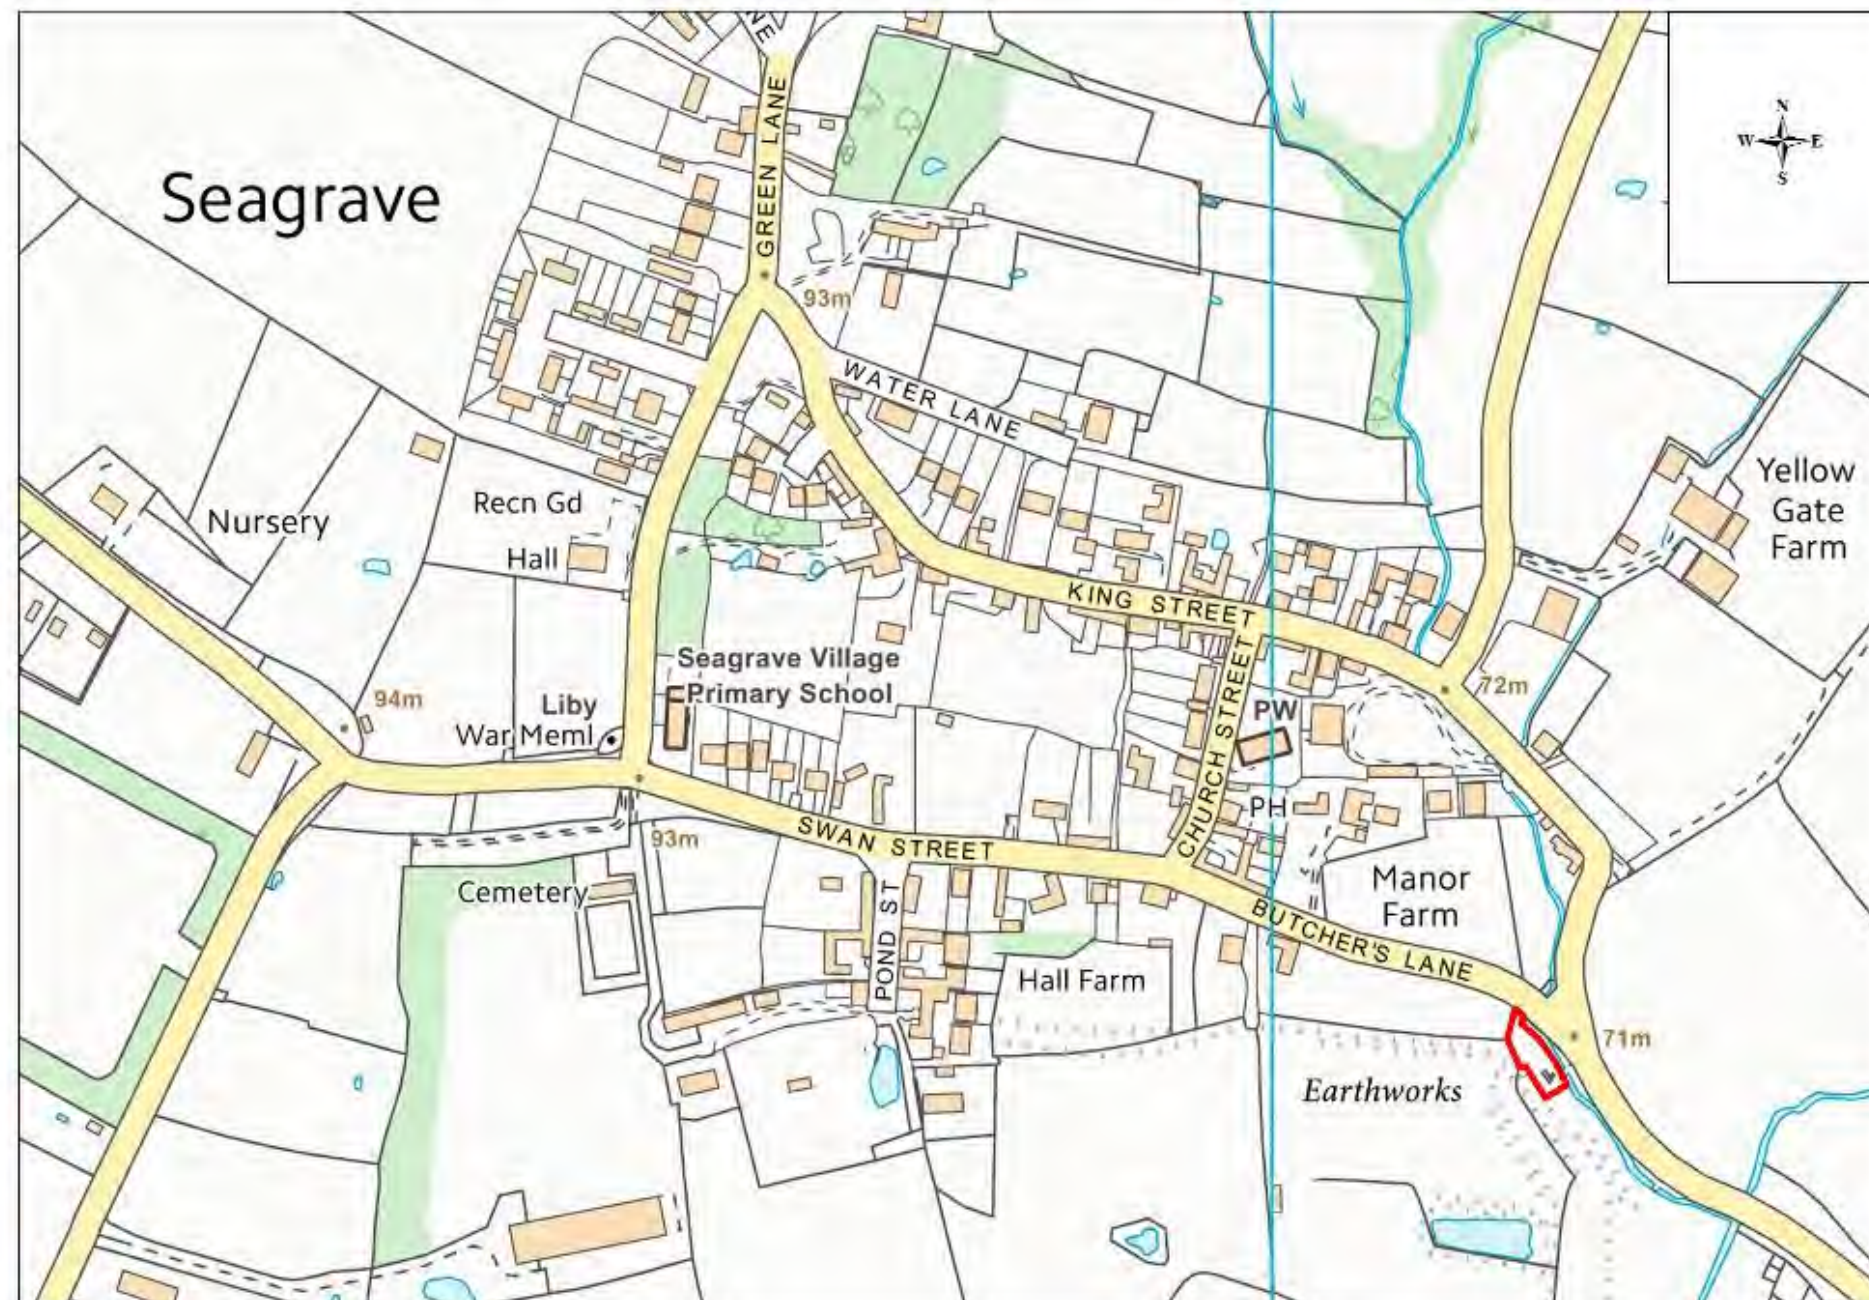 NE
N
W E
S
Seagrave
GREEN LANE
93m
WATER LANE
Yellow
Gate
Farm
Recn Gd
Nursery
Hall
KING STREET
Seagrave Village
Primary School
CHURCH STREET
72m
94m
Liby
War Meml
PW
PH
93m
SWAN STREET
Cemetery
Manor
Farm
BUTCHER'S LANE
POND ST
Hall Farm
71m
Earthworks